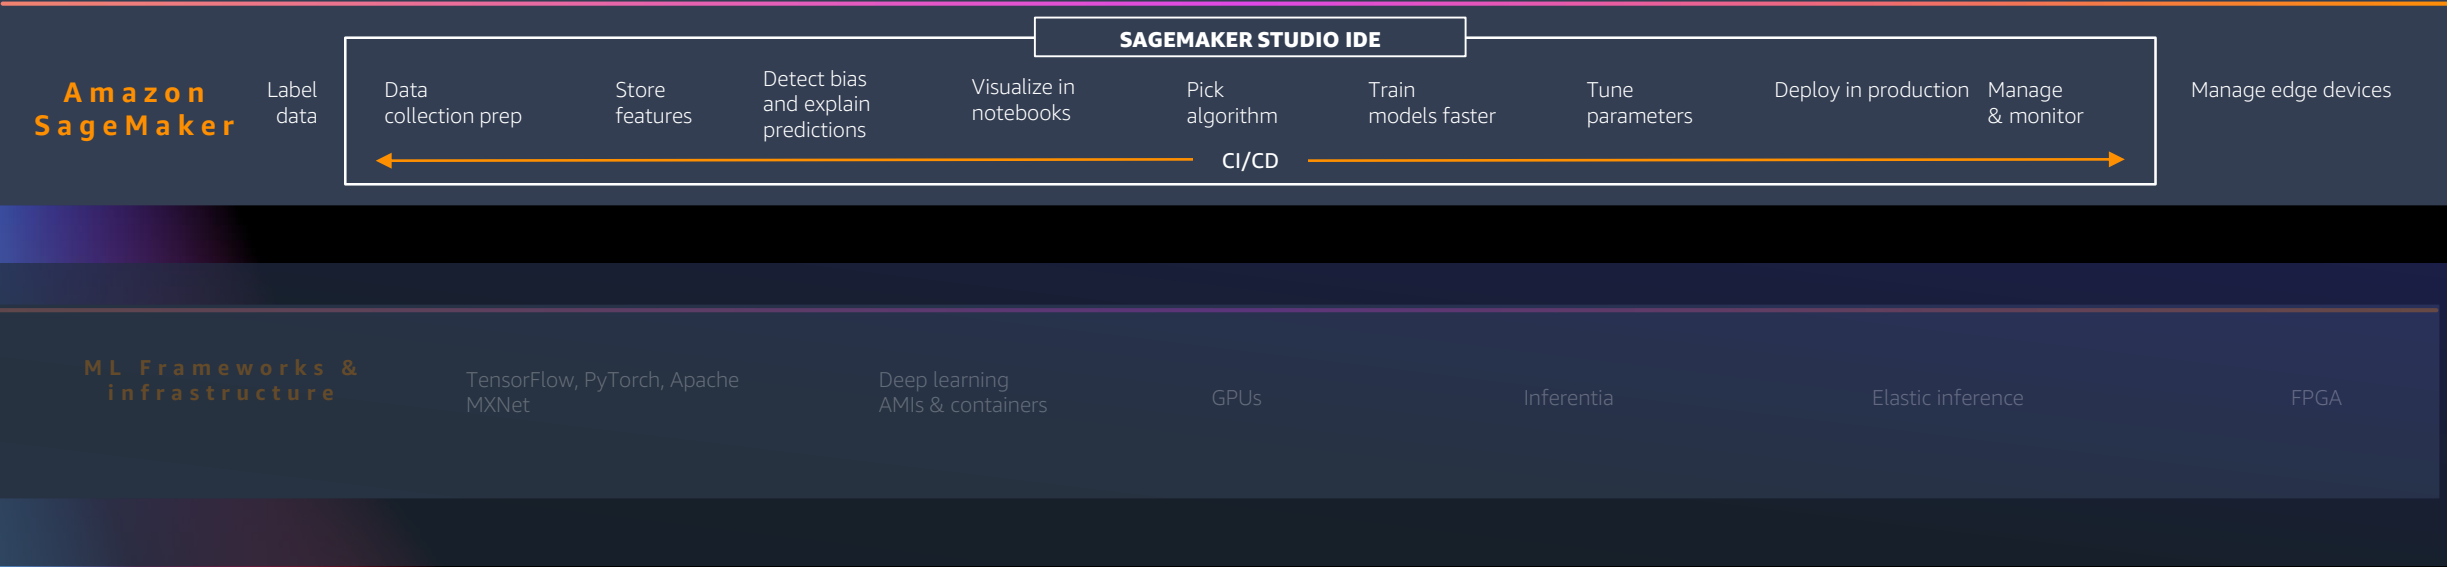 SAGEMAKER STUDIO IDE
Amazon
SageMaker
Label
data
Data
collection prep
Store
features
Detect bias
and explain
predictions
Visualize in
notebooks
Pick
algorithm
Train
models faster
Tune
parameters
Deploy in production
Manage
& monitor
Manage edge devices
CI/CD
ML Frameworks &
infrastructure
TensorFlow, PyTorch, Apache
MXNet
Deep learning
AMIs & containers
GPUs
Inferentia
Elastic inference
FPGA